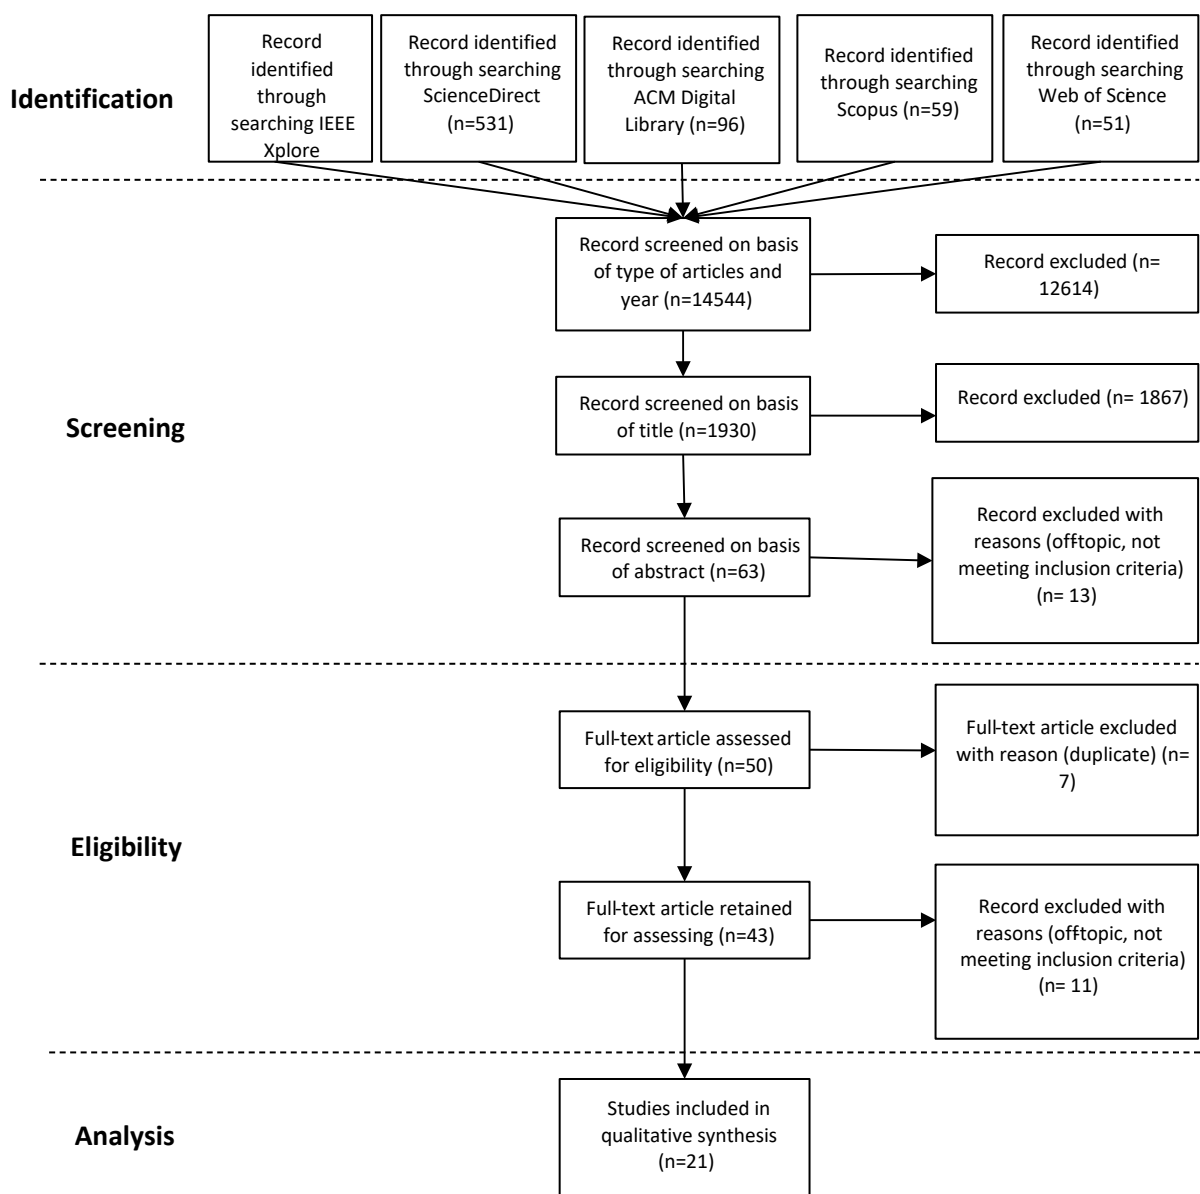 Identification
Record
identified
through
searching IEEE
Xplore
Record identified
through searching
ScienceDirect
(n=531)
Record identified
through searching
ACM Digital
Library (n=96)
Record identified
through searching
Scopus (n=59)
Record identified
through searching
Web of Science
(n=51)
Screening
Record screened on basis
of type of articles and
year (n=14544)
Record excluded (n=
12614)
Record screened on basis
of title (n=1930)
Record excluded (n= 1867)
Record screened on basis
of abstract (n=63)
Record excluded with
reasons (offtopic, not
meeting inclusion criteria)
(n= 13)
Eligibility
Full-text article assessed
for eligibility (n=50)
Full-text article excluded
with reason (duplicate) (n=
7)
Full-text article retained
for assessing (n=43)
Record excluded with
reasons (offtopic, not
meeting inclusion criteria)
(n= 11)
Analysis
Studies included in
qualitative synthesis
(n=21)